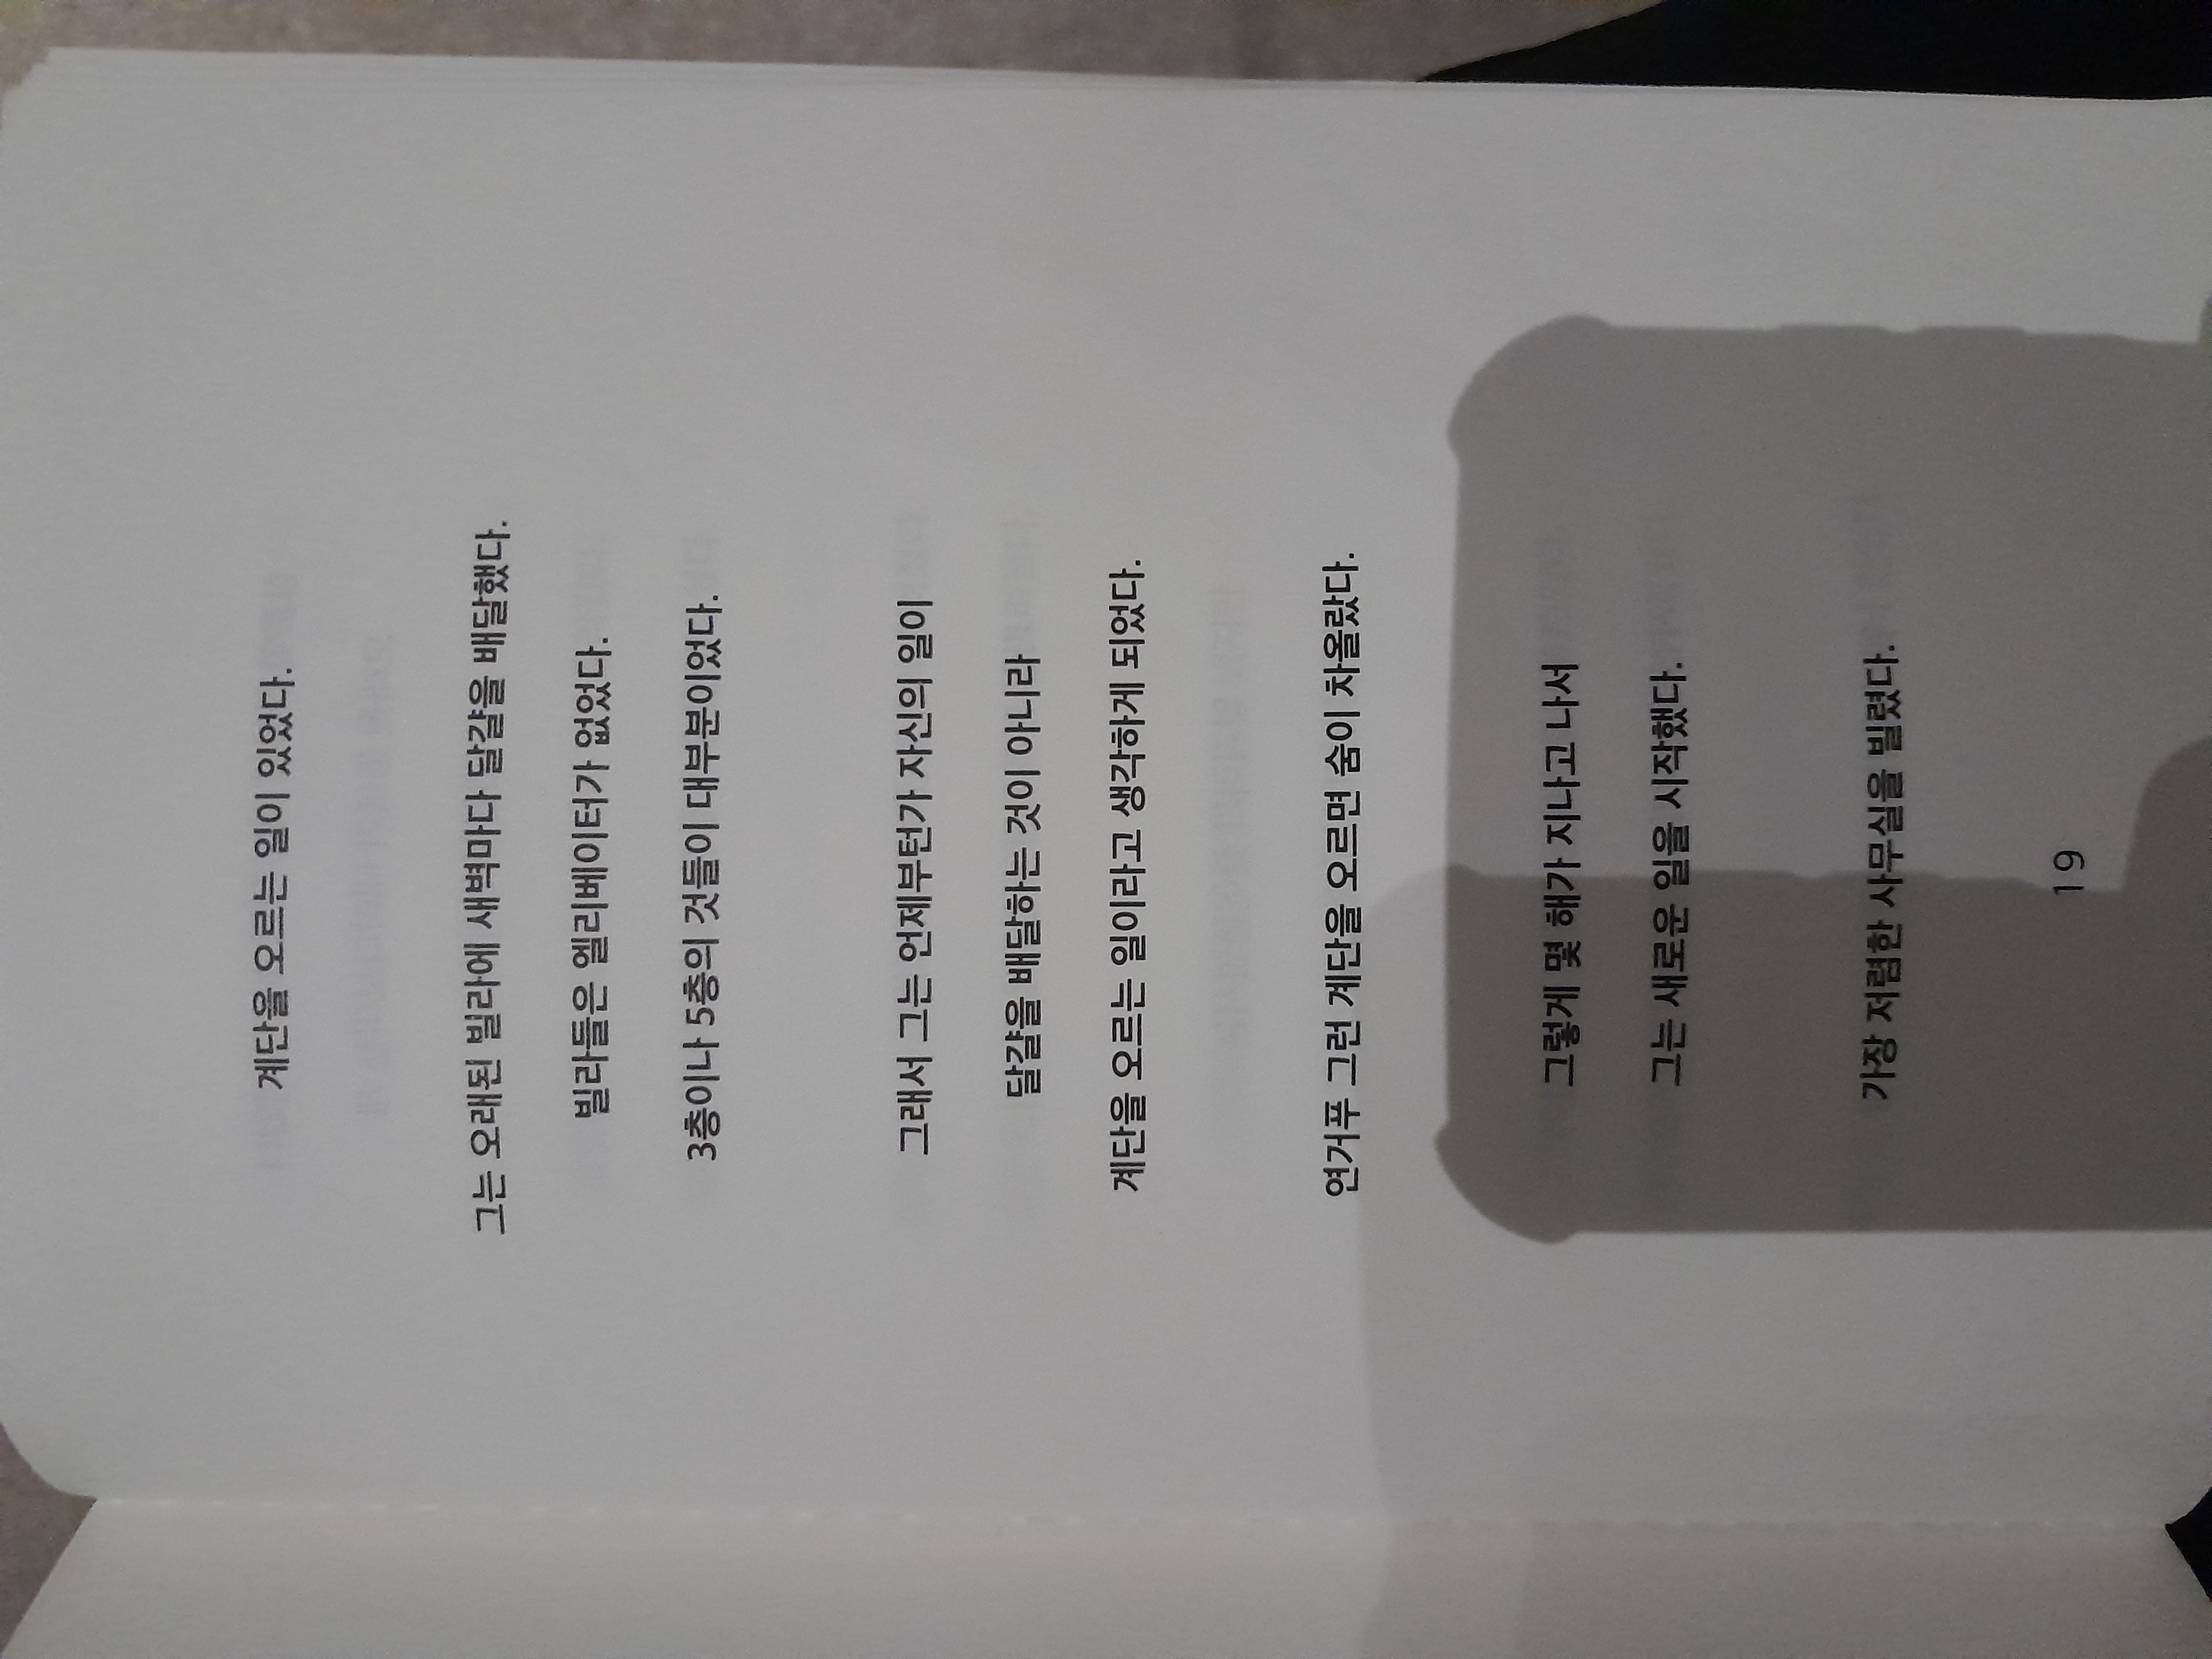 계단을 오르는 일이 있었다.
그는 오래된 빌라에 새벽마다 달걀을 배달했다.
빌라들은 엘리베이터가 없었다.
3층이나 5층의 것들이 대부분이었다.
그래서 그는 언제부턴가 자신의 일이
달걀을 배달하는 것이 아니라
계단을 오르는 일이라고 생각하게 되었다.
연거푸 그런 계단을 오르면 숨이 차올랐다.
그렇게 몇 해가 지나고 나서
그는 새로운 일을 시작했다.
가장 저렴한 사무실을 빌렸다.
19